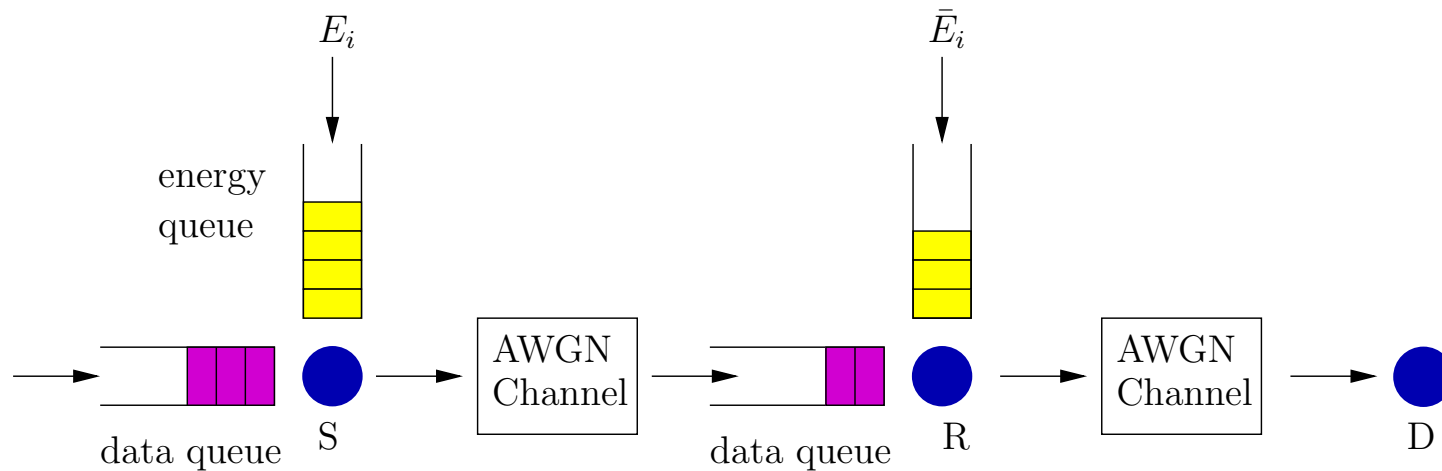 E_i
Ē_i
energy
queue
AWGN
Channel
AWGN
Channel
S
R
D
data queue
data queue